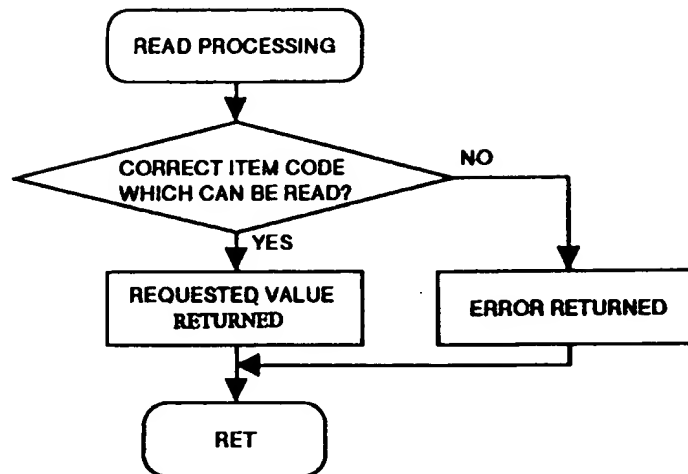 READ PROCESSING
CORRECT ITEM CODE
WHICH CAN BE READ?
NO
YES
REQUESTED VALUE
RETURNED
ERROR RETURNED
RET